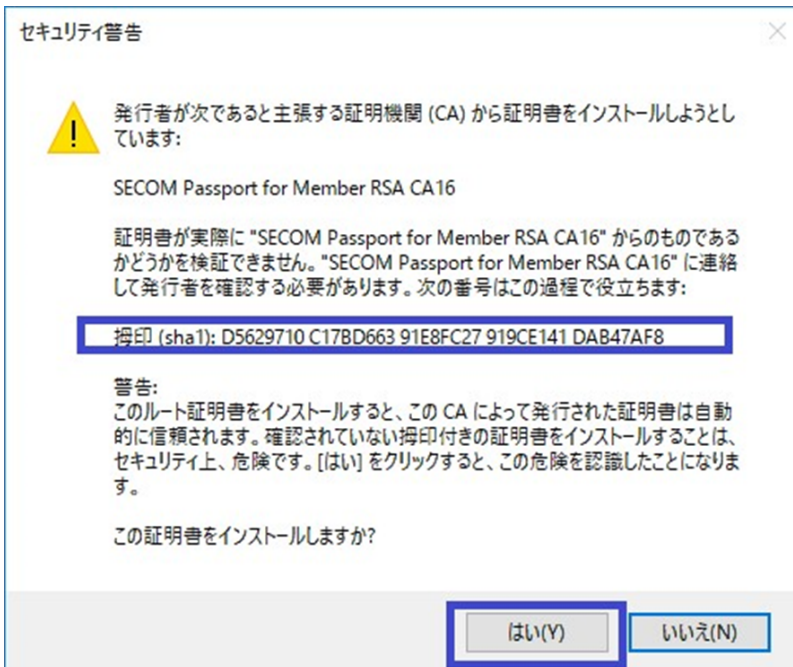 セキュリティ警告
発行者が次であると主張する証明機関 (CA) から証明書をインストールしようとし
ています:
SECOM Passport for Member RSA CA16
証明書が実際に "SECOM Passport for Member RSA CA16" からのものである
かどうかを検証できません。"SECOM Passport for Member RSA CA16" に連絡
して発行者を確認する必要があります。次の番号はこの過程で役立ちます:
拇印 (sha1): D5629710 C17BD663 91E8FC27 919CE141 DAB47AF8
警告:
このルート証明書をインストールすると、この CA によって発行された証明書は自動
的に信頼されます。確認されていない拇印付きの証明書をインストールすることは、
セキュリティ上、危険です。[はい] をクリックすると、この危険を認識したことになりま
す。
この証明書をインストールしますか?
はい(Y)
いいえ(N)